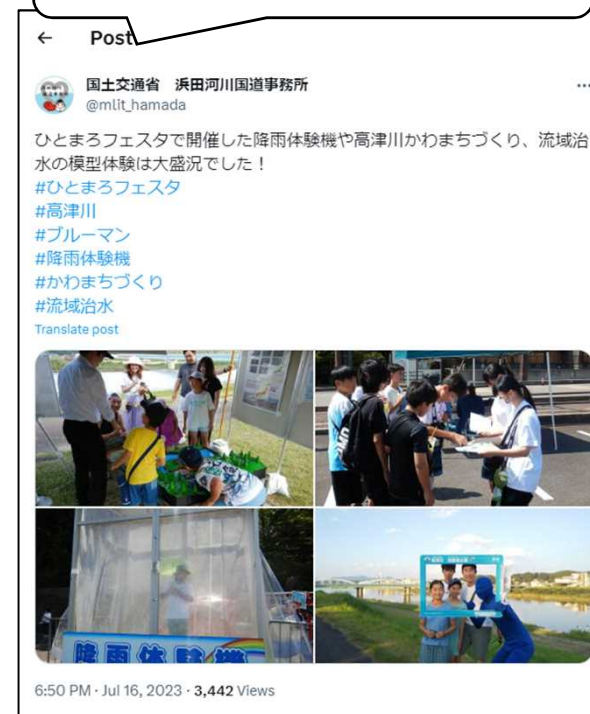 ← Post
国土交通省 浜田河川国道事務所
@mlit_hamada
ひとまろフェスタで開催した降雨体験機や高津川かわまちづくり、流域治
水の模型体験は大盛況でした！
#ひとまろフェスタ
#高津川
#ブルーマン
#降雨体験機
#かわまちづくり
#流域治水
Translate post
降雨体験機
6:50 PM · Jul 16, 2023 · 3,442 Views